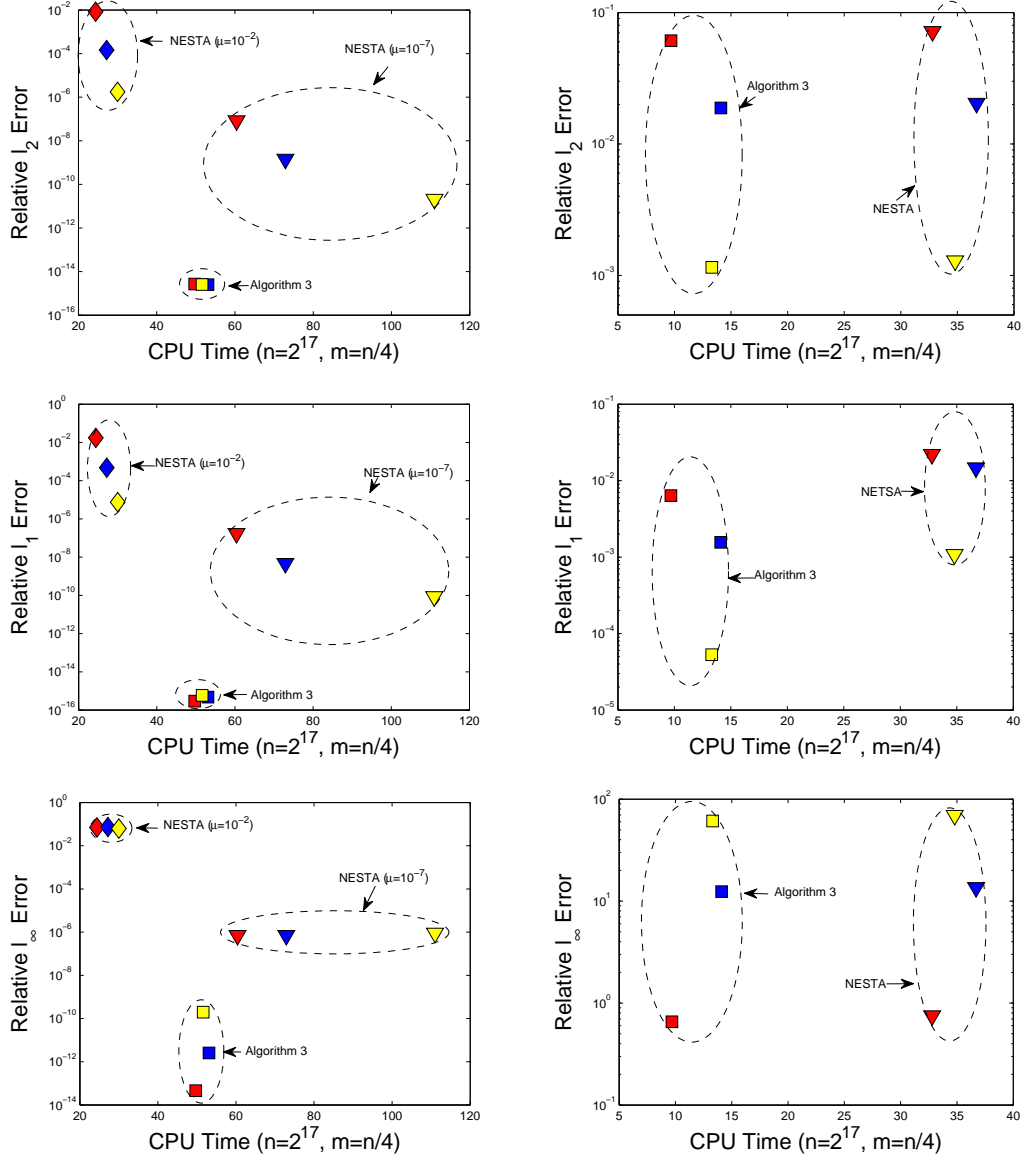 10^0
10^−2
10^−4
10^−6
10^−8
10^−10
10^−12
10^−14
10^−16
Relative l_2 Error
NESTA (μ=10^−2)
NESTA (μ=10^−7)
Algorithm 3
20 40 60 80 100 120
CPU Time (n=2^17, m=n/4)
10^−1
10^−2
10^−3
Relative l_2 Error
Algorithm 3
NESTA
5 10 15 20 25 30 35 40
CPU Time (n=2^17, m=n/4)
10^0
10^−2
10^−4
10^−6
10^−8
10^−10
10^−12
10^−14
10^−16
Relative l_1 Error
NESTA (μ=10^−2)
NESTA (μ=10^−7)
Algorithm 3
20 40 60 80 100 120
CPU Time (n=2^17, m=n/4)
10^−1
10^−2
10^−3
10^−4
10^−5
Relative l_1 Error
NETSA
Algorithm 3
5 10 15 20 25 30 35 40
CPU Time (n=2^17, m=n/4)
10^0
10^−2
10^−4
10^−6
10^−8
10^−10
10^−12
10^−14
Relative l_∞ Error
NESTA (μ=10^−2)
NESTA (μ=10^−7)
Algorithm 3
20 40 60 80 100 120
CPU Time (n=2^17, m=n/4)
10^2
10^1
10^0
10^−1
Relative l_∞ Error
Algorithm 3
NESTA
5 10 15 20 25 30 35 40
CPU Time (n=2^17, m=n/4)